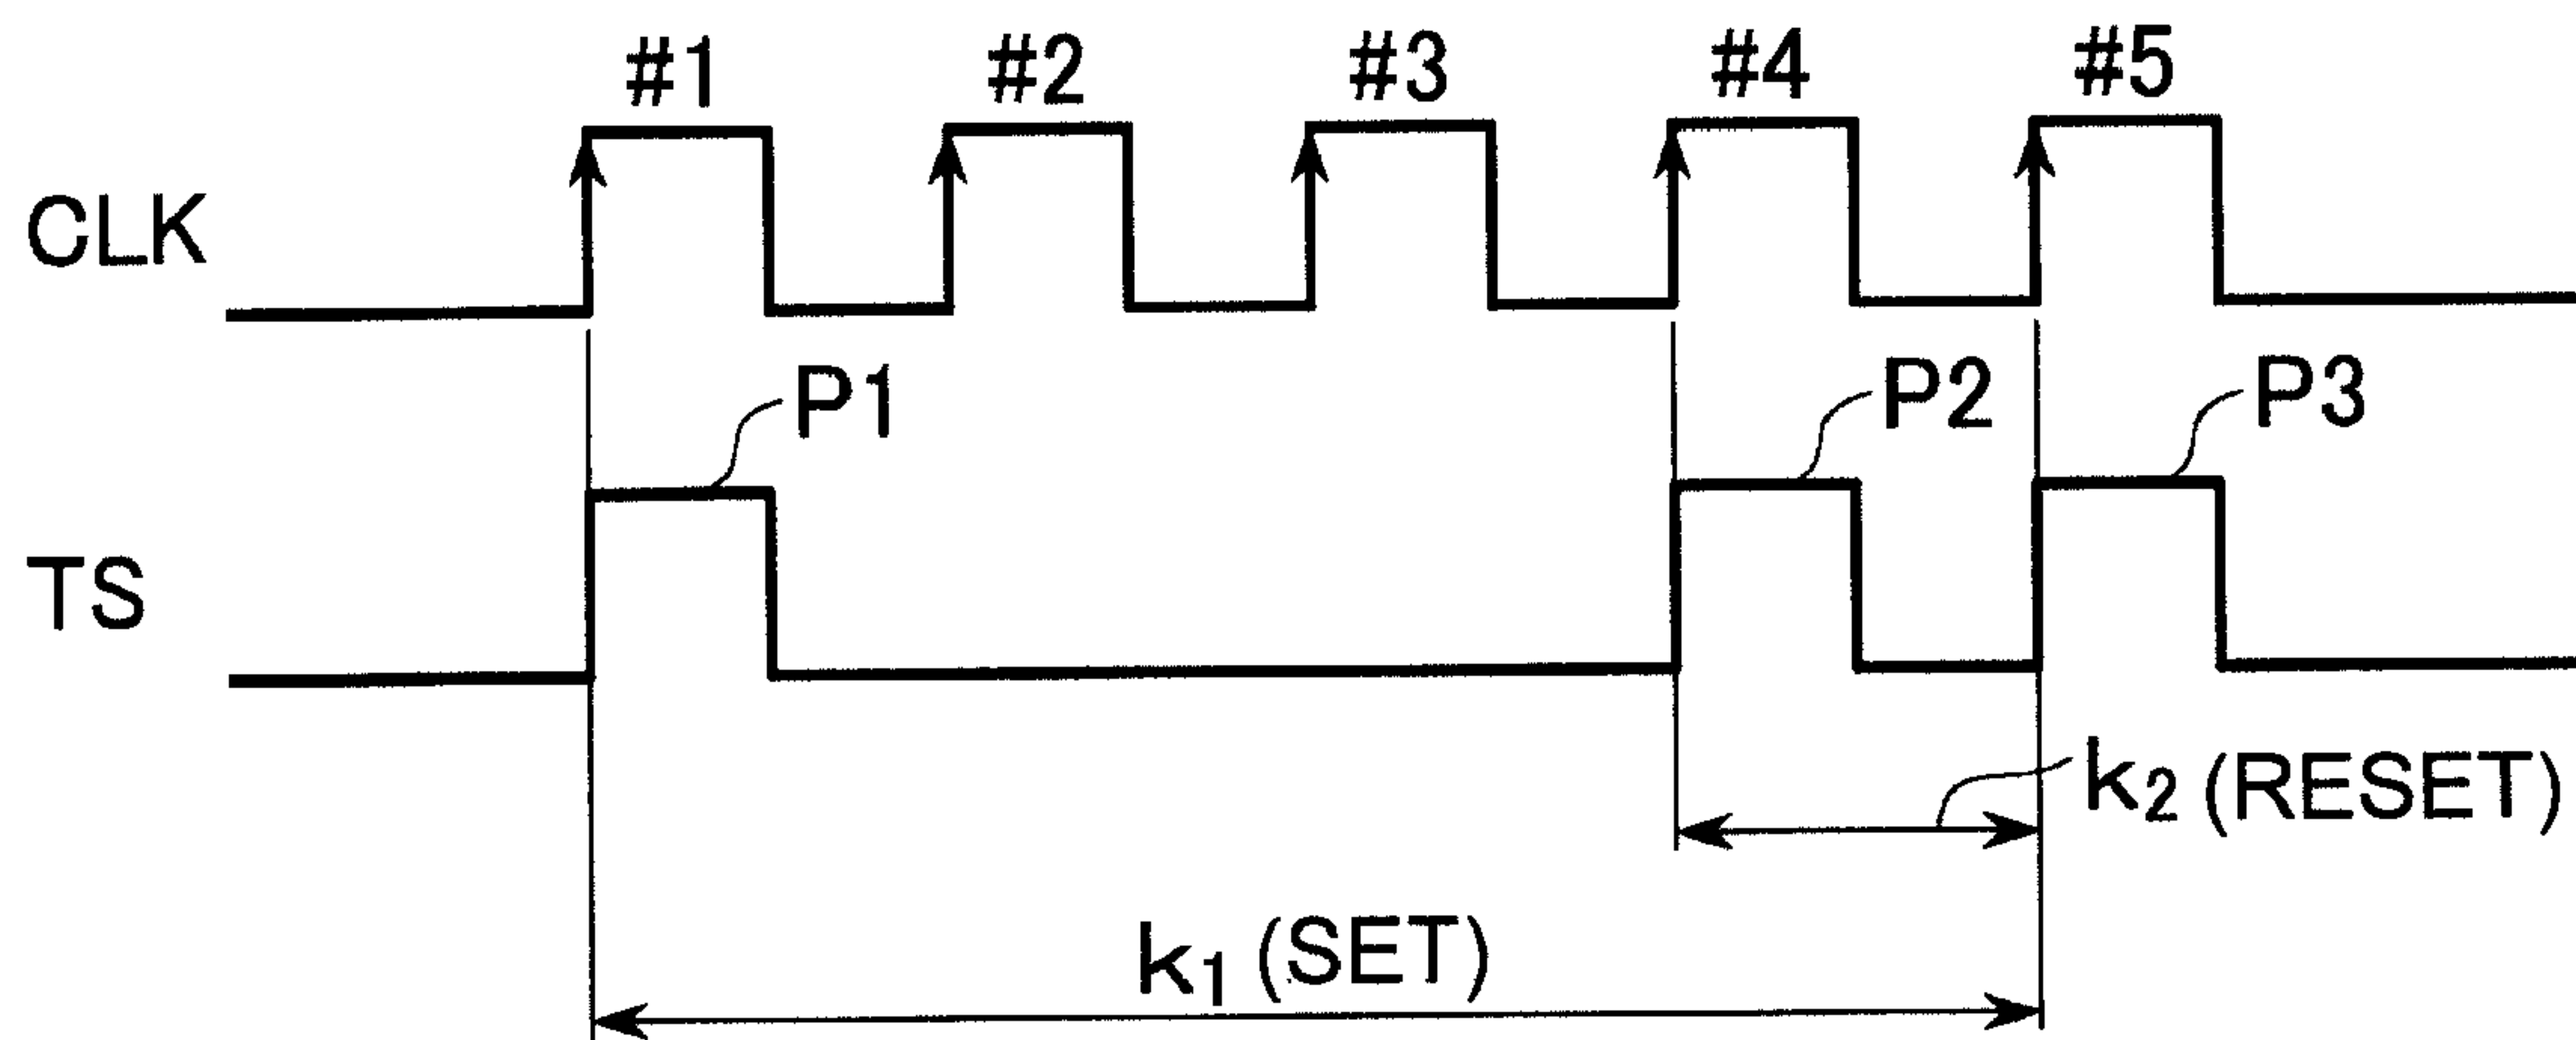 #1 #2 #3 #4 #5
CLK
P1 P2 P3
TS
k₂ (RESET)
k₁ (SET)